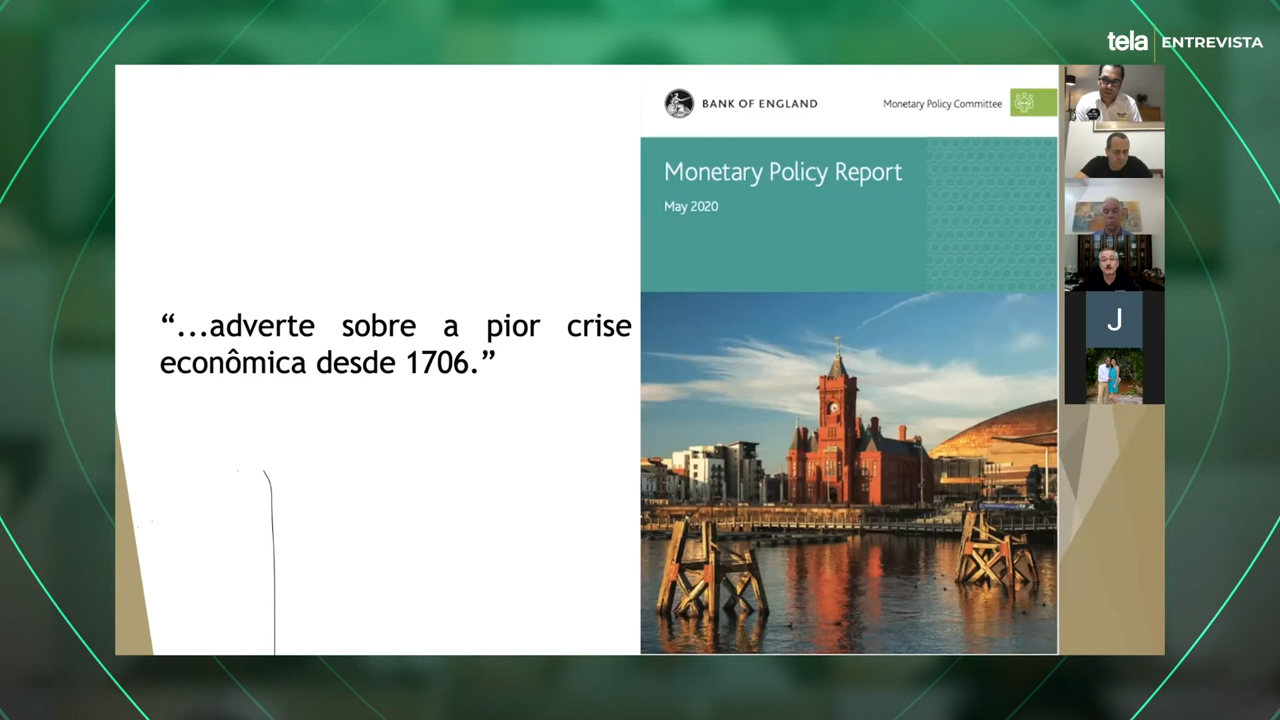 tela ENTREVISTA
BANK OF ENGLAND
Monetary Policy Committee
Monetary Policy Report
May 2020
“...adverte sobre a pior crise
econômica desde 1706.”
J